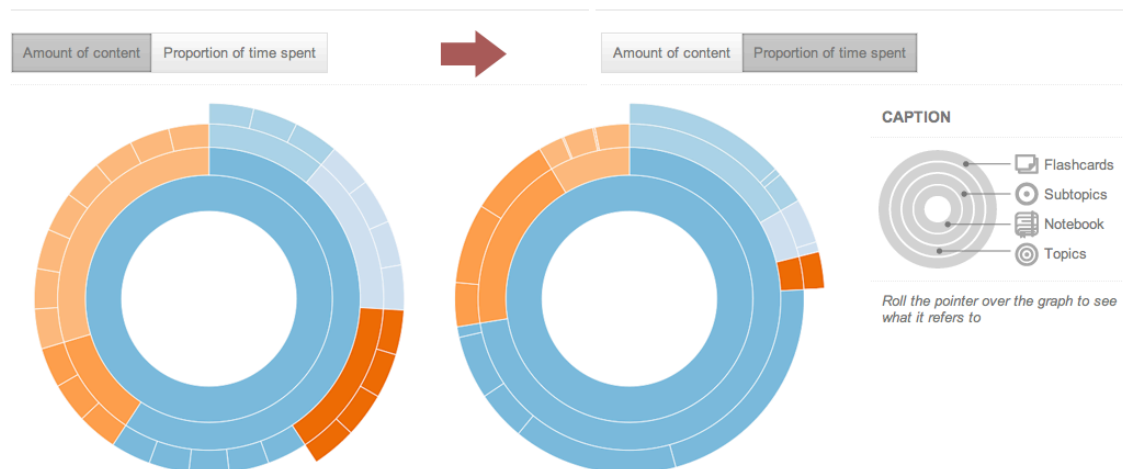 Amount of content
Proportion of time spent
Amount of content
Proportion of time spent
CAPTION
Flashcards
Subtopics
Notebook
Topics
Roll the pointer over the graph to see
what it refers to